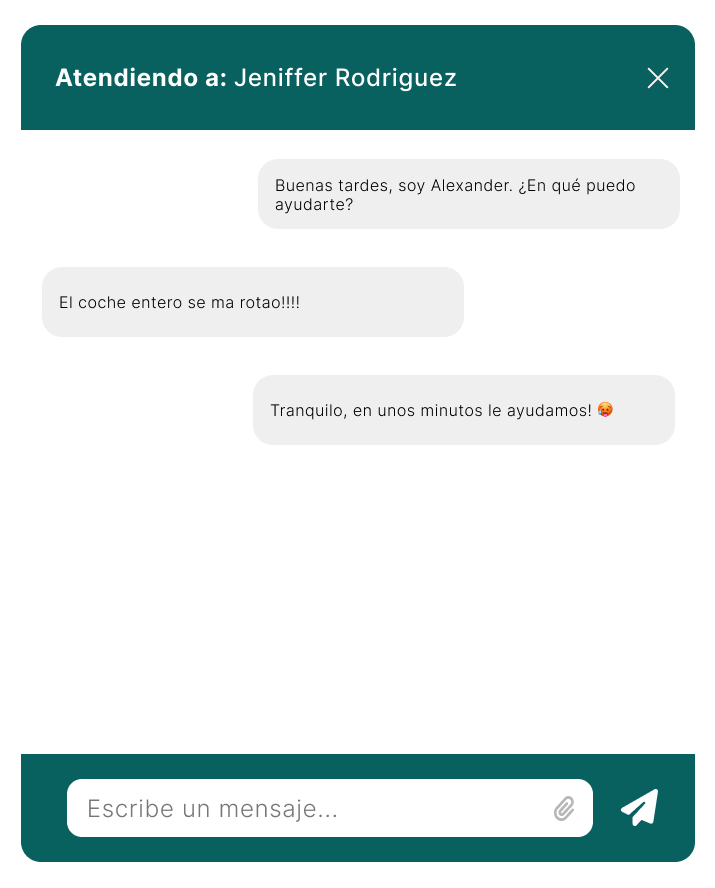 Atendiendo a: Jeniffer Rodriguez
Buenas tardes, soy Alexander. ¿En qué puedo
ayudarte?
El coche entero se ma rotao!!!!
Tranquilo, en unos minutos le ayudamos! 🥵
Escribe un mensaje...